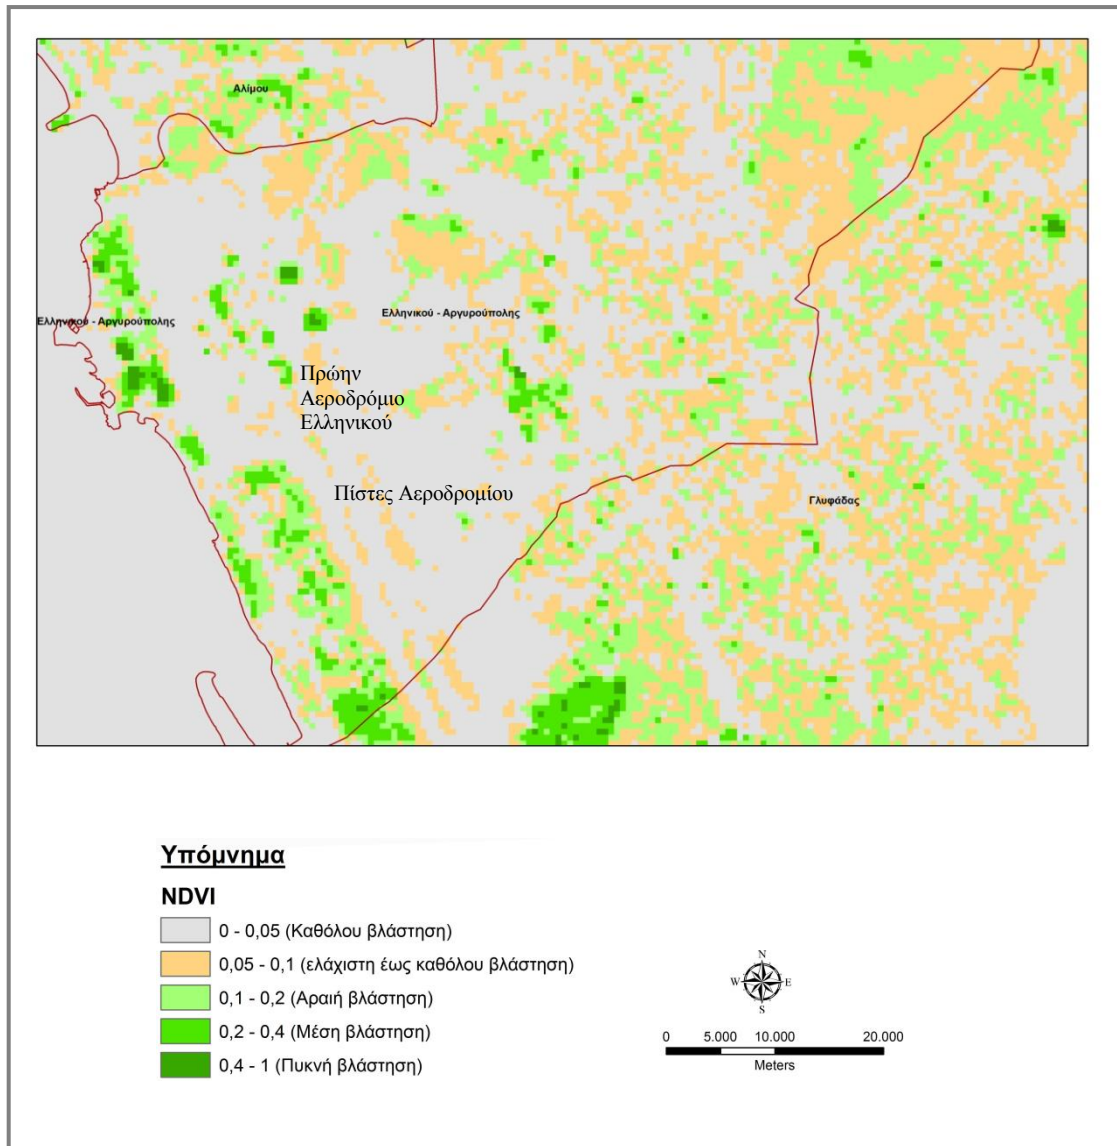 Αλίμου
Ελληνικού - Αργυρούπολης
Ελληνικού - Αργυρούπολης
Πρώην
Αεροδρόμιο
Ελληνικού
Πίστες Αεροδρομίου
Γλυφάδας
Υπόμνημα
NDVI
0 - 0,05 (Καθόλου βλάστηση)
0,05 - 0,1 (ελάχιστη έως καθόλου βλάστηση)
0,1 - 0,2 (Αραιή βλάστηση)
0,2 - 0,4 (Μέση βλάστηση)
0,4 - 1 (Πυκνή βλάστηση)
N
W E
S
0 5.000 10.000 20.000
Meters